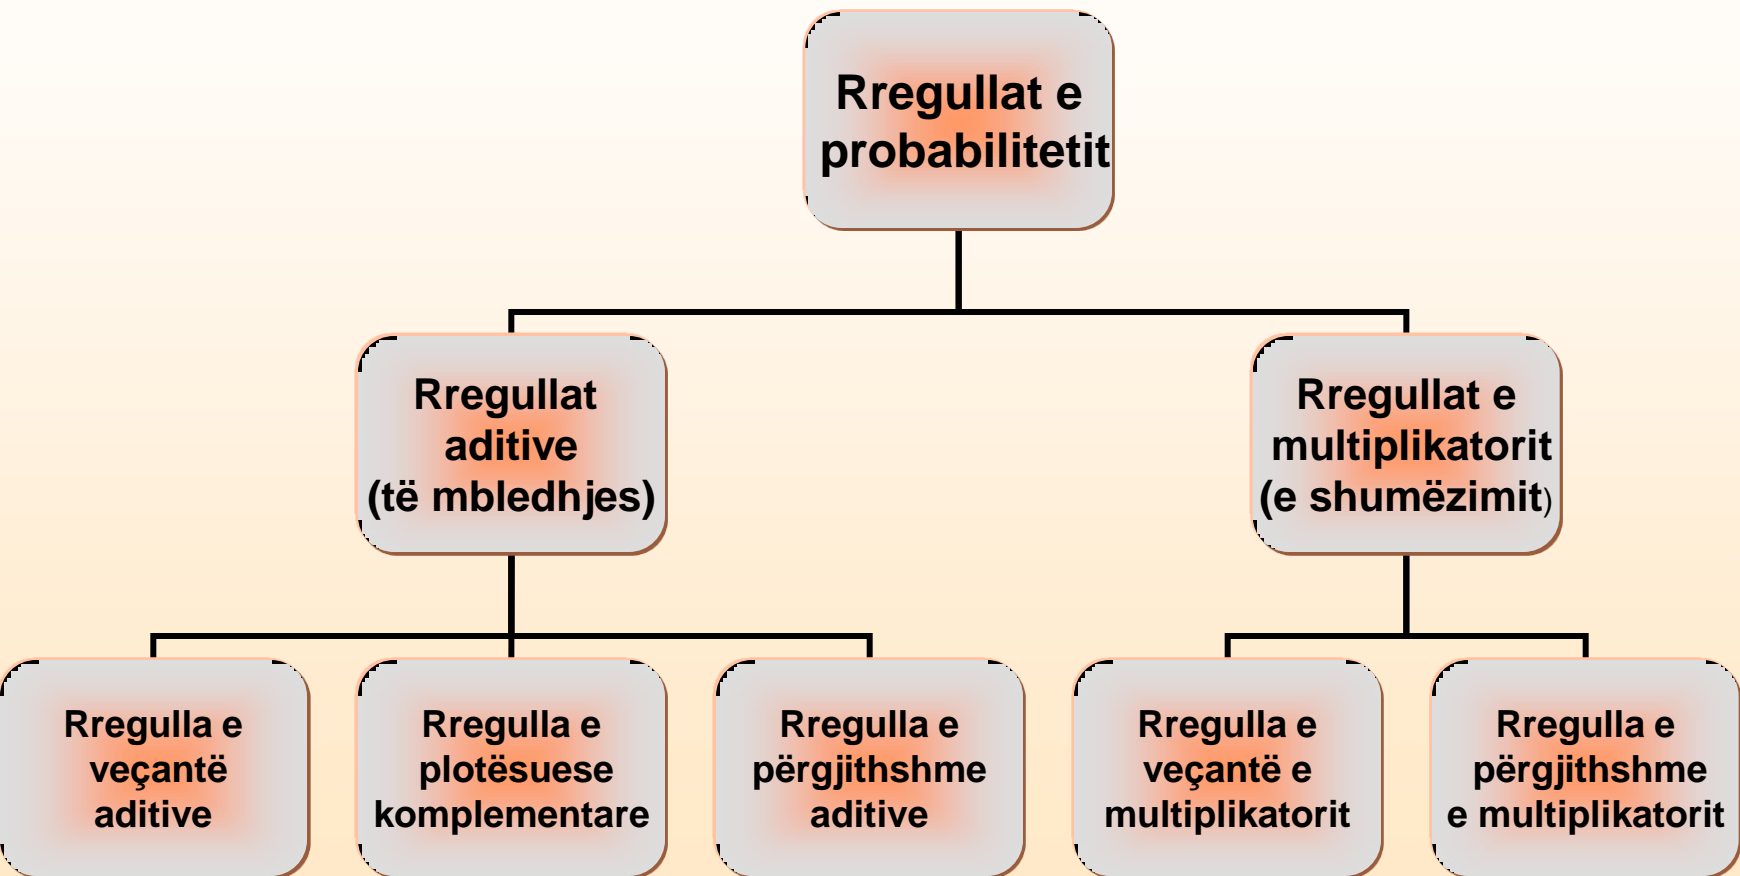 Rregullat e
probabilitetit
Rregullat
aditive
(të mbledhjes)
Rregullat e
multiplikatorit
(e shumëzimit)
Rregulla e
veçantë
aditive
Rregulla e
plotësuese
komplementare
Rregulla e
përgjithshme
aditive
Rregulla e
veçantë e
multiplikatorit
Rregulla e
përgjithshme
e multiplikatorit